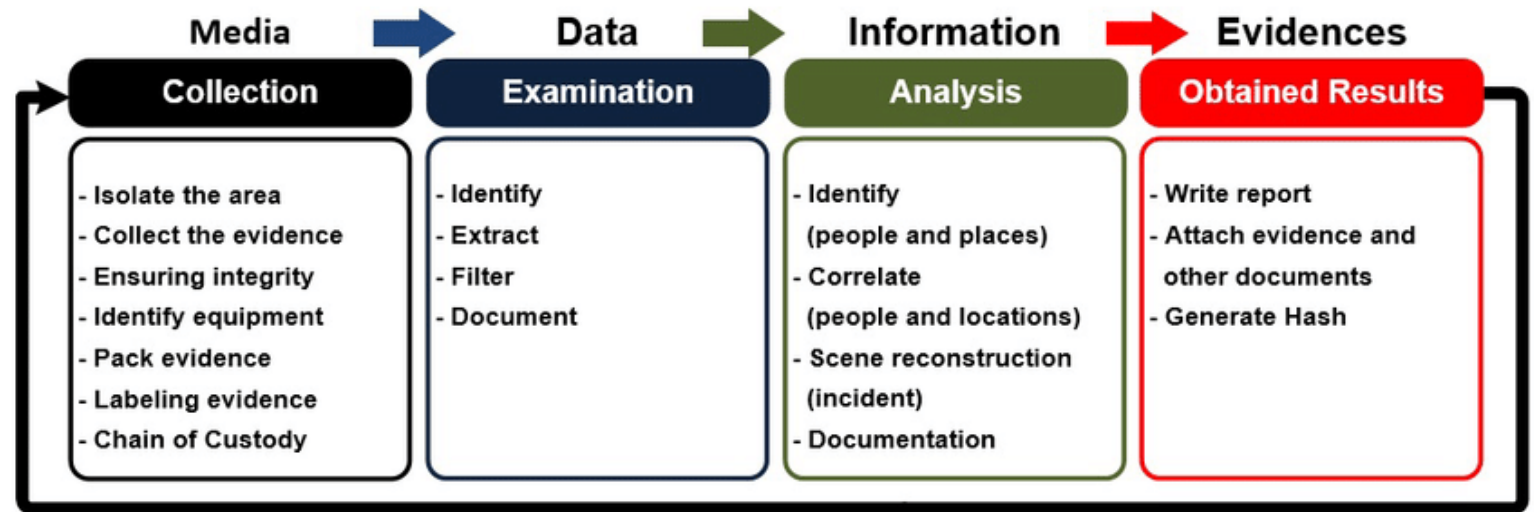 Media
Data
Information
Evidences
Collection
Examination
Analysis
Obtained Results
- Isolate the area
- Collect the evidence
- Ensuring integrity
- Identify equipment
- Pack evidence
- Labeling evidence
- Chain of Custody
- Identify
- Extract
- Filter
- Document
- Identify
(people and places)
- Correlate
(people and locations)
- Scene reconstruction
(incident)
- Documentation
- Write report
- Attach evidence and
other documents
- Generate Hash